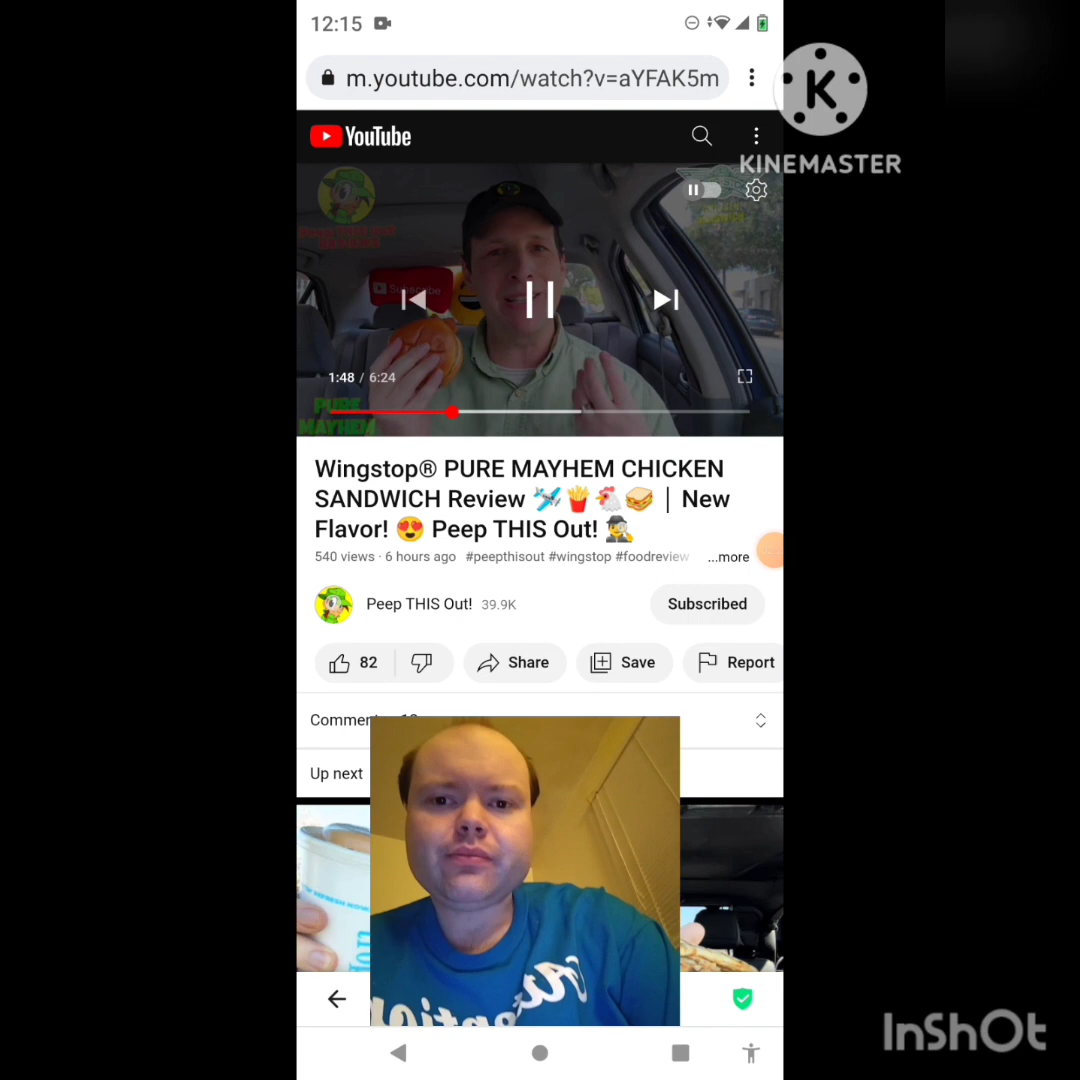 12:15
m.youtube.com/watch?v=aYFAK5m
K
KINEMASTER
YouTube
Subscribe
1:48 / 6:24
PURE
MAYHEM
Wingstop® PURE MAYHEM CHICKEN
SANDWICH Review 🛩️🍟🐔🥪 | New
Flavor! 😍 Peep THIS Out! 🕵️‍♂️
540 views · 6 hours ago #peepthisout #wingstop #foodreview ...more
Peep THIS Out! 39.9K
Subscribed
82
Share
Save
Report
Up next
InShOt